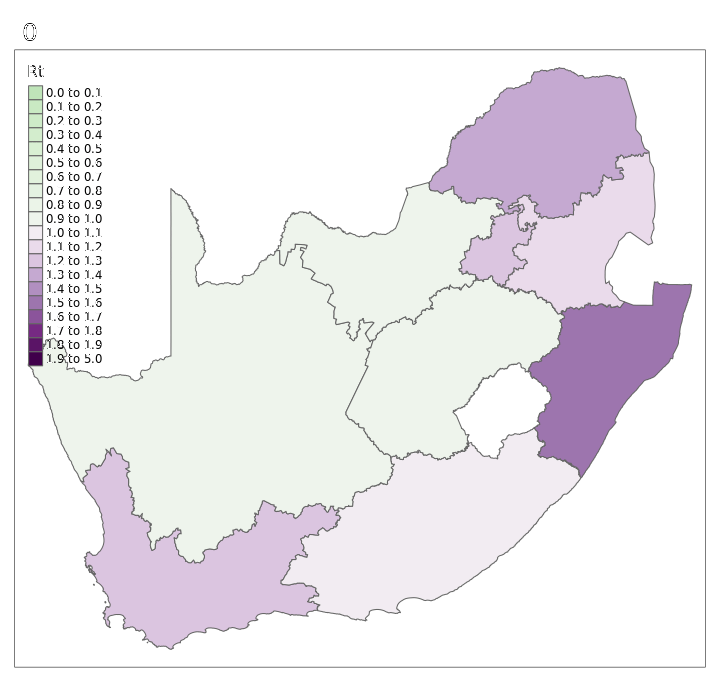 0
Rt
0.0 to 0.1
0.1 to 0.2
0.2 to 0.3
0.3 to 0.4
0.4 to 0.5
0.5 to 0.6
0.6 to 0.7
0.7 to 0.8
0.8 to 0.9
0.9 to 1.0
1.0 to 1.1
1.1 to 1.2
1.2 to 1.3
1.3 to 1.4
1.4 to 1.5
1.5 to 1.6
1.6 to 1.7
1.7 to 1.8
1.8 to 1.9
1.9 to 5.0